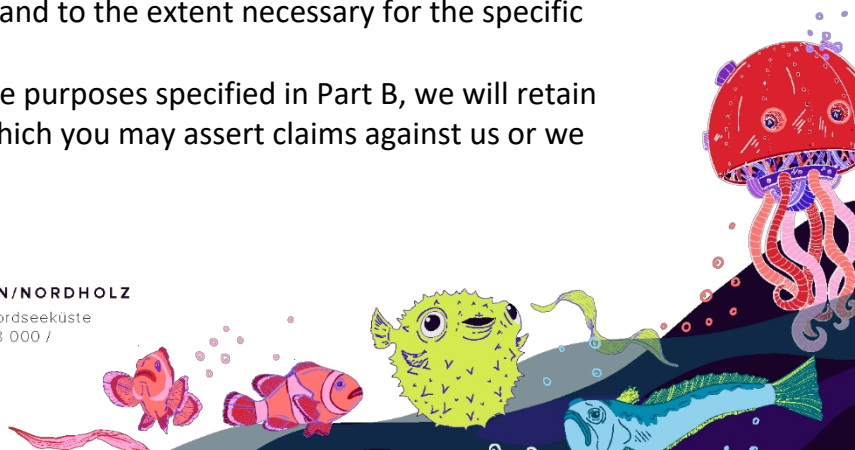 and to the extent necessary for the specific
e purposes specified in Part B, we will retain
hich you may assert claims against us or we
N/NORDHOLZ
ordseeküste
3 000 /